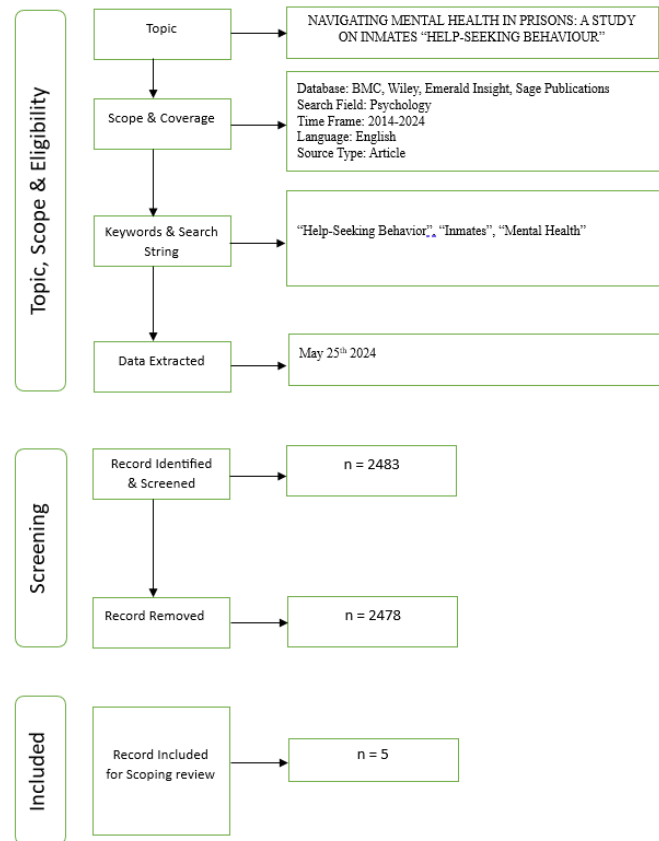 Topic, Scope & Eligibility
Topic
NAVIGATING MENTAL HEALTH IN PRISONS: A STUDY
ON INMATES “HELP-SEEKING BEHAVIOUR”
Scope & Coverage
Database: BMC, Wiley, Emerald Insight, Sage Publications
Search Field: Psychology
Time Frame: 2014-2024
Language: English
Source Type: Article
Keywords & Search
String
“Help-Seeking Behavior”, “Inmates”, “Mental Health”
Data Extracted
May 25th 2024
Screening
Record Identified
& Screened
n = 2483
Record Removed
n = 2478
Included
Record Included
for Scoping review
n = 5